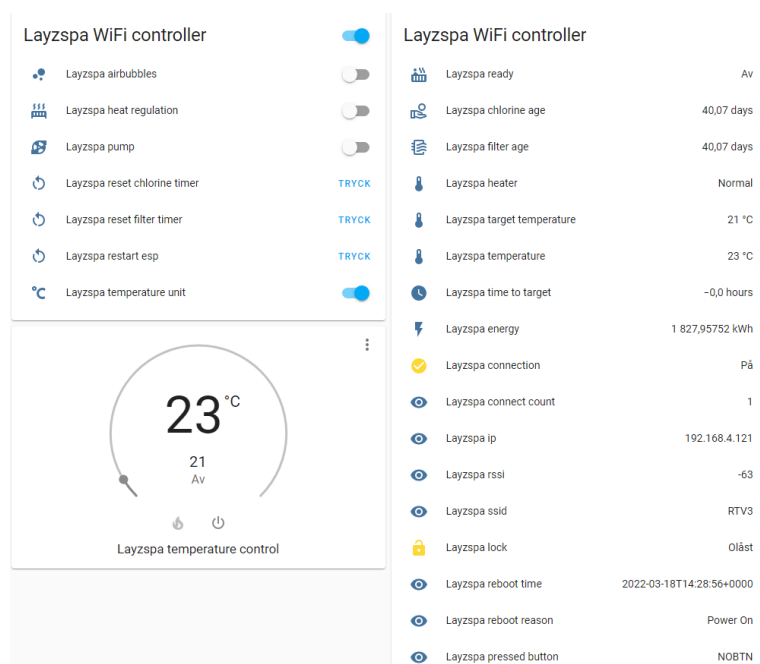 Layzspa WiFi controller
Layzspa airbubbles
Layzspa heat regulation
Layzspa pump
Layzspa reset chlorine timer TRYCK
Layzspa reset filter timer TRYCK
Layzspa restart esp TRYCK
°C Layzspa temperature unit
23 °C
21
Av
Layzspa temperature control
Layzspa WiFi controller
Layzspa ready Av
Layzspa chlorine age 40,07 days
Layzspa filter age 40,07 days
Layzspa heater Normal
Layzspa target temperature 21 °C
Layzspa temperature 23 °C
Layzspa time to target −0,0 hours
Layzspa energy 1 827,95752 kWh
Layzspa connection På
Layzspa connect count 1
Layzspa ip 192.168.4.121
Layzspa rssi -63
Layzspa ssid RTV3
Layzspa lock Olåst
Layzspa reboot time 2022-03-18T14:28:56+0000
Layzspa reboot reason Power On
Layzspa pressed button NOBTN